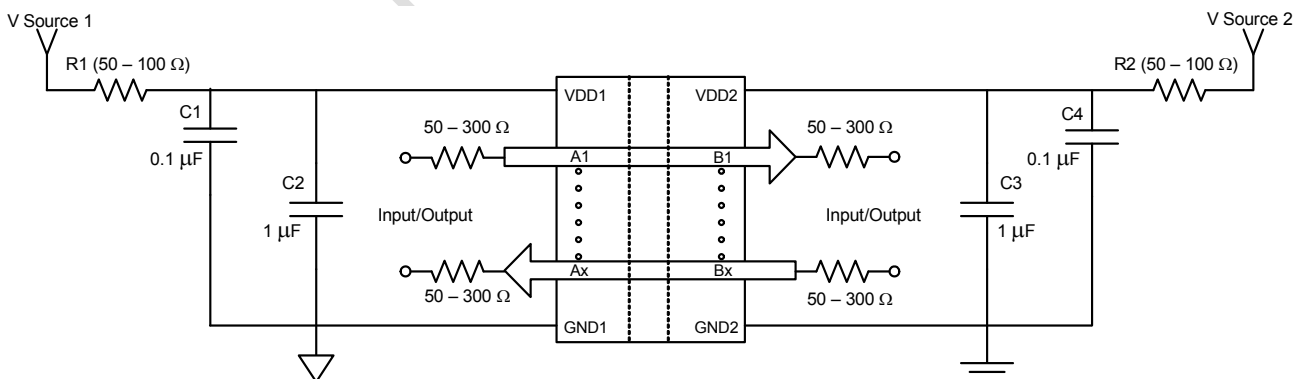 V Source 1
V Source 2
R1 (50 – 100 Ω)
R2 (50 – 100 Ω)
C1
0.1 μF
C2
1 μF
50 – 300 Ω
Input/Output
50 – 300 Ω
VDD1
VDD2
A1
B1
Ax
Bx
GND1
GND2
50 – 300 Ω
Input/Output
50 – 300 Ω
C3
1 μF
C4
0.1 μF